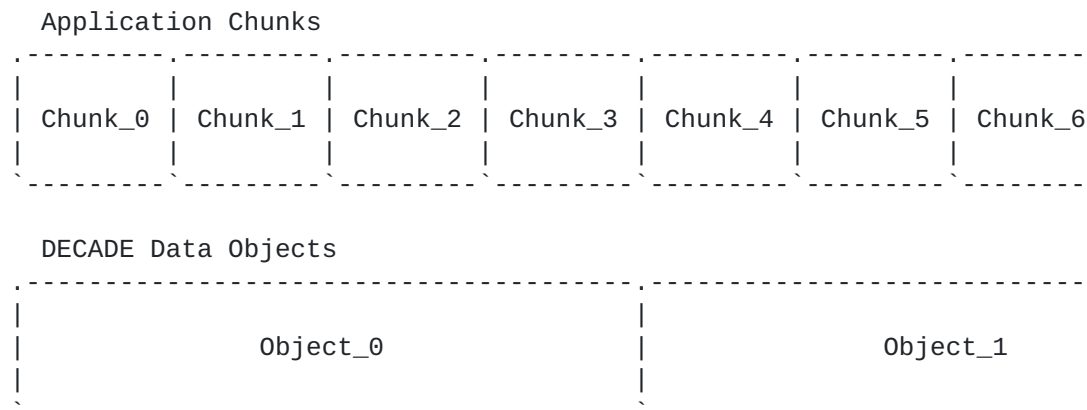 Application Chunks
Chunk_0 | Chunk_1 | Chunk_2 | Chunk_3 | Chunk_4 | Chunk_5 | Chunk_6
DECADE Data Objects
Object_0 | Object_1